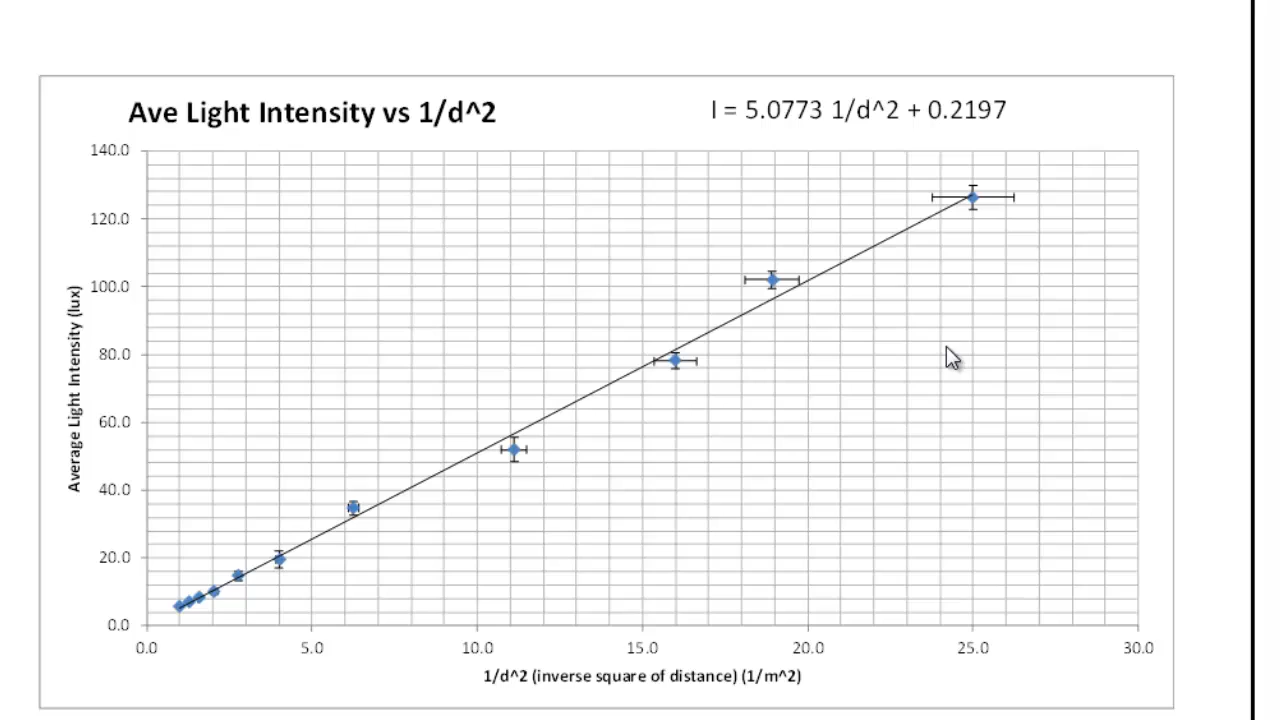 Ave Light Intensity vs 1/d^2
I = 5.0773 1/d^2 + 0.2197
140.0
120.0
100.0
80.0
60.0
40.0
20.0
0.0
Average Light Intensity (lux)
0.0 5.0 10.0 15.0 20.0 25.0 30.0
1/d^2 (inverse square of distance) (1/m^2)